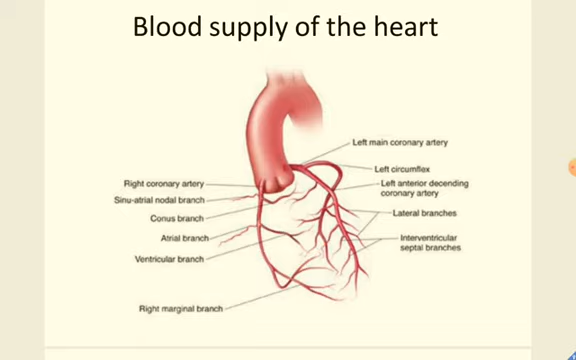 Blood supply of the heart
Left main coronary artery
Left circumflex
Right coronary artery
Left anterior decending
coronary artery
Sinu-atrial nodal branch
Lateral branches
Conus branch
Atrial branch
Interventricular
septal branches
Ventricular branch
Right marginal branch